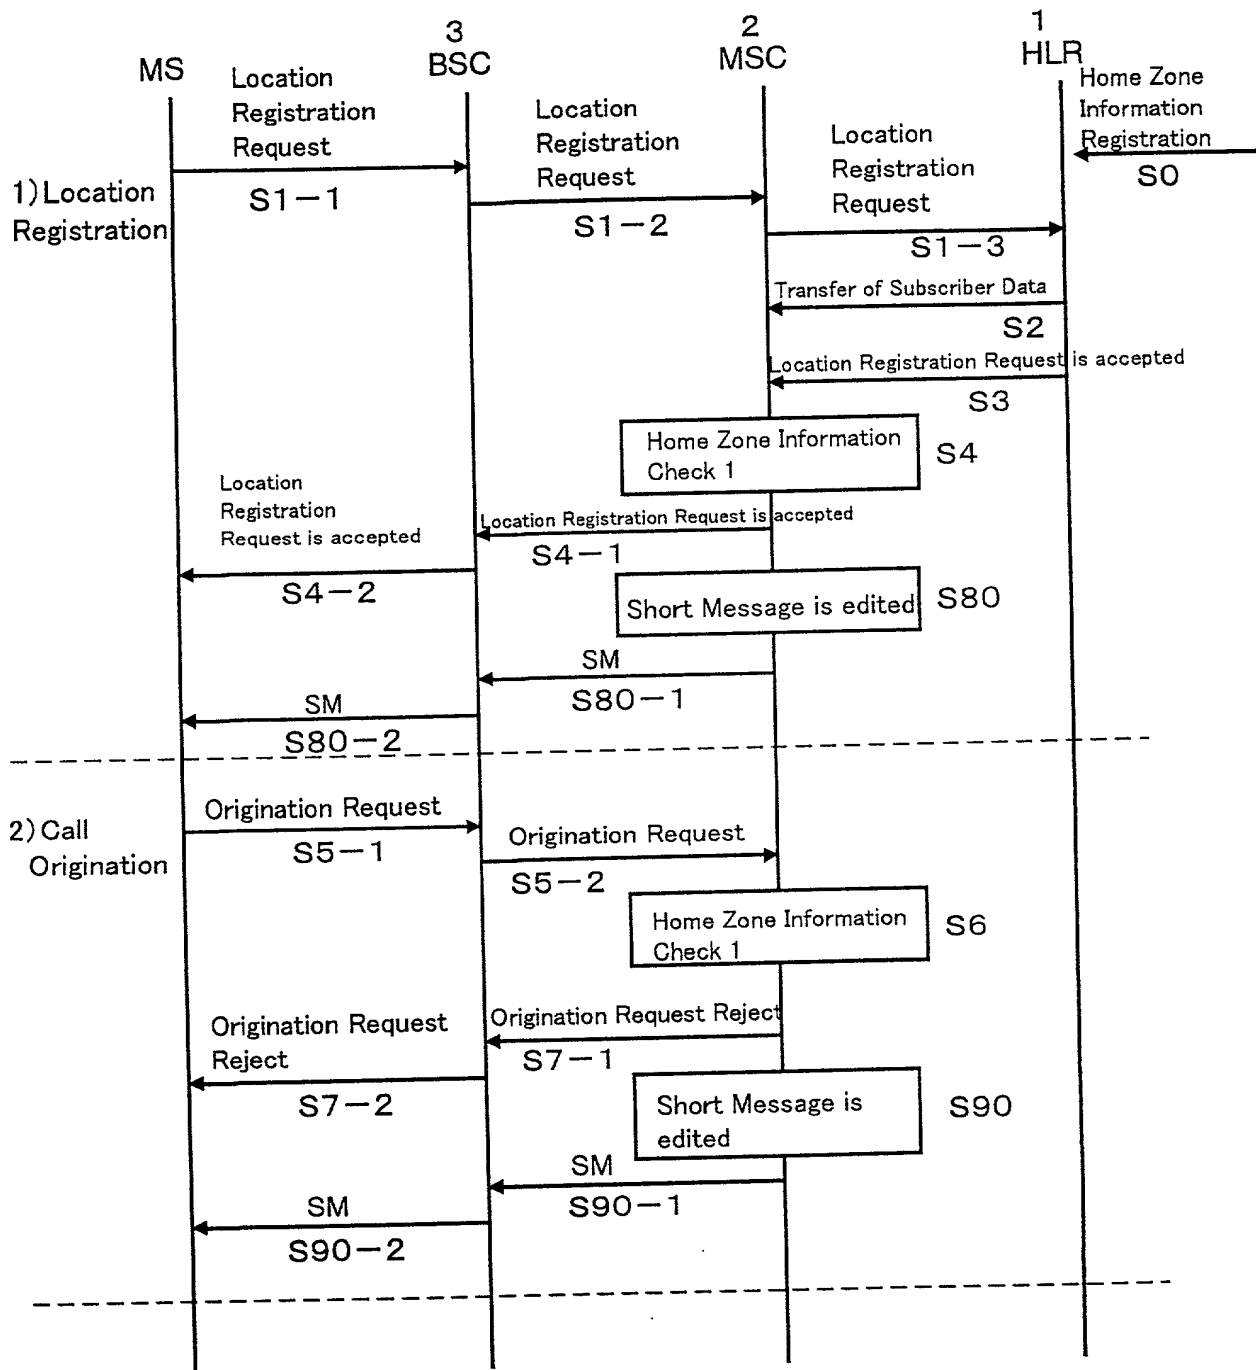 MS
3
BSC
2
MSC
1
HLR
Home Zone
Information
Registration
S0
1)Location
Registration
Location
Registration
Request
S1-1
Location
Registration
Request
S1-2
Location
Registration
Request
S1-3
Transfer of Subscriber Data
S2
Location Registration Request is accepted
S3
Home Zone Information
Check 1
S4
Location Registration Request is accepted
S4-1
Location
Registration
Request is accepted
S4-2
Short Message is edited
S80
SM
S80-1
SM
S80-2
2)Call
Origination
Origination Request
S5-1
Origination Request
S5-2
Home Zone Information
Check 1
S6
Origination Request Reject
S7-1
Origination Request
Reject
S7-2
Short Message is
edited
S90
SM
S90-1
SM
S90-2